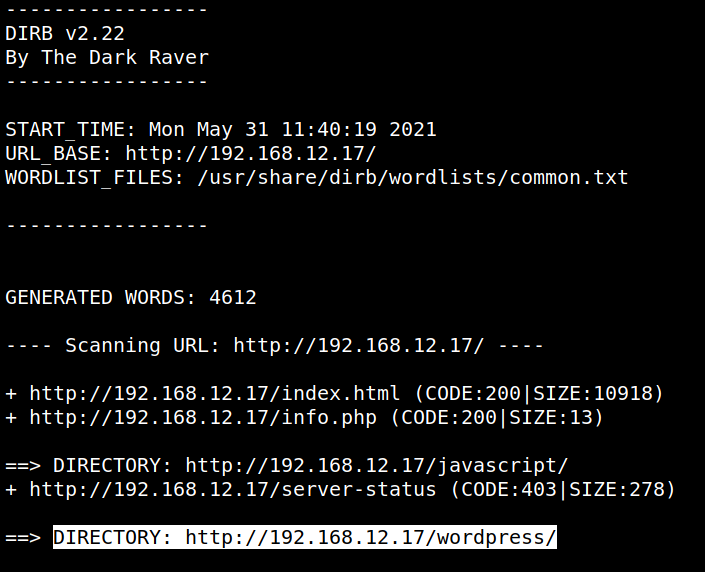 -----------------
DIRB v2.22
By The Dark Raver
-----------------
START_TIME: Mon May 31 11:40:19 2021
URL_BASE: http://192.168.12.17/
WORDLIST_FILES: /usr/share/dirb/wordlists/common.txt
-----------------
GENERATED WORDS: 4612
---- Scanning URL: http://192.168.12.17/ ----
+ http://192.168.12.17/index.html (CODE:200|SIZE:10918)
+ http://192.168.12.17/info.php (CODE:200|SIZE:13)
==> DIRECTORY: http://192.168.12.17/javascript/
+ http://192.168.12.17/server-status (CODE:403|SIZE:278)
==> DIRECTORY: http://192.168.12.17/wordpress/